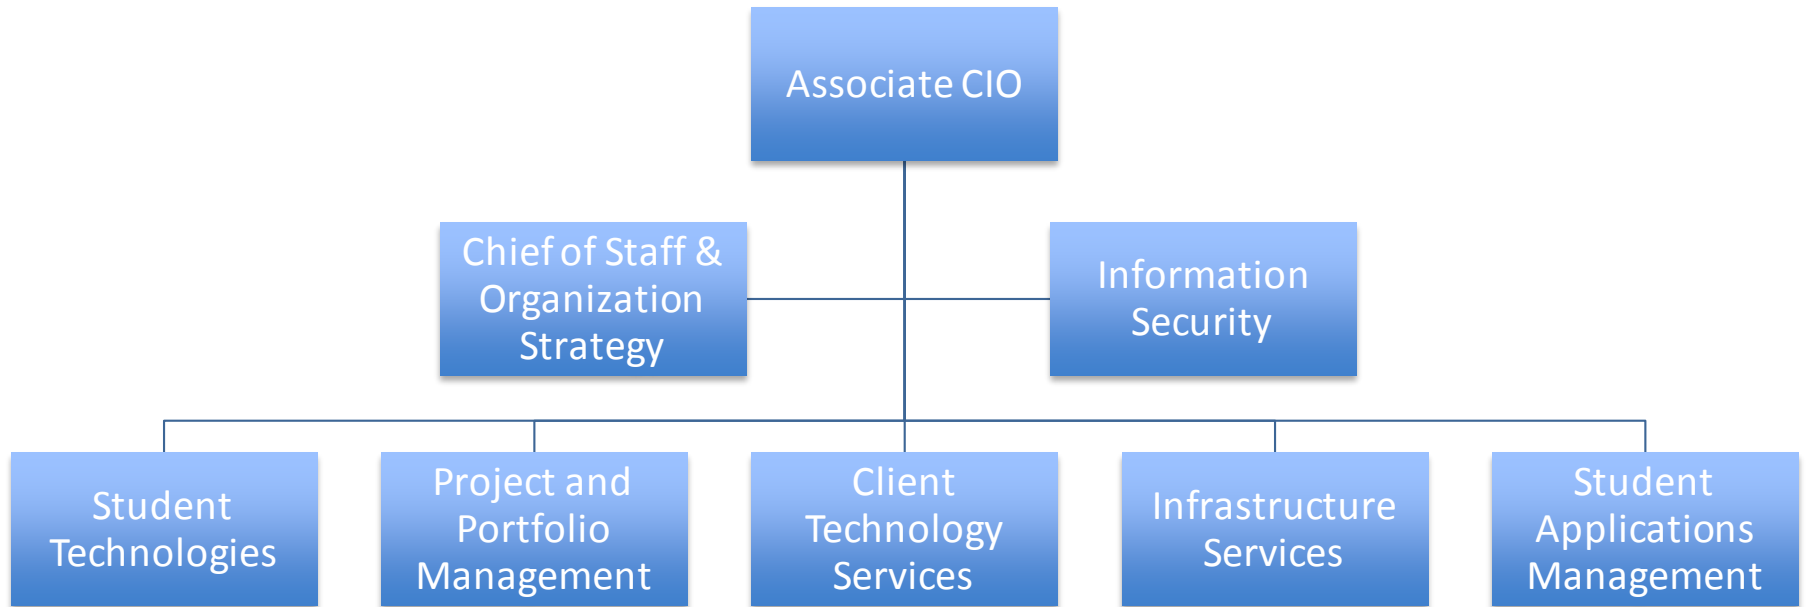 Associate CIO
Chief of Staff &
Organization
Strategy
Information
Security
Student
Technologies
Project and
Portfolio
Management
Client
Technology
Services
Infrastructure
Services
Student
Applications
Management